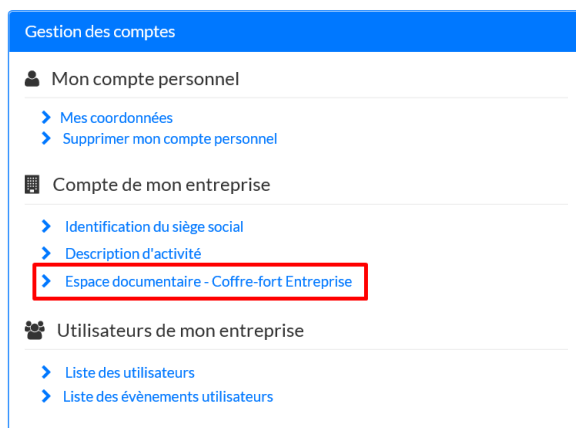 Gestion des comptes
Mon compte personnel
Mes coordonnées
Supprimer mon compte personnel
Compte de mon entreprise
Identification du siège social
Description d'activité
Espace documentaire - Coffre-fort Entreprise
Utilisateurs de mon entreprise
Liste des utilisateurs
Liste des évènements utilisateurs